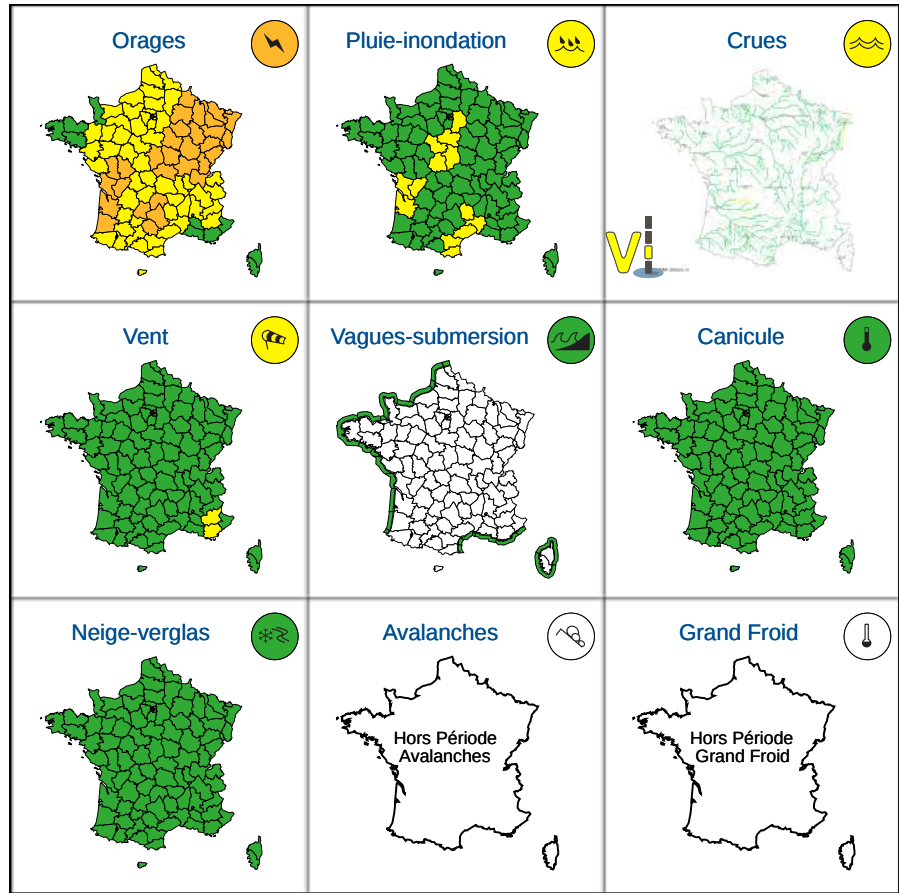 Orages
Pluie-inondation
Crues
Vi
Vent
Vagues-submersion
Canicule
Neige-verglas
Avalanches
Grand Froid
Hors Période
Avalanches
Hors Période
Grand Froid